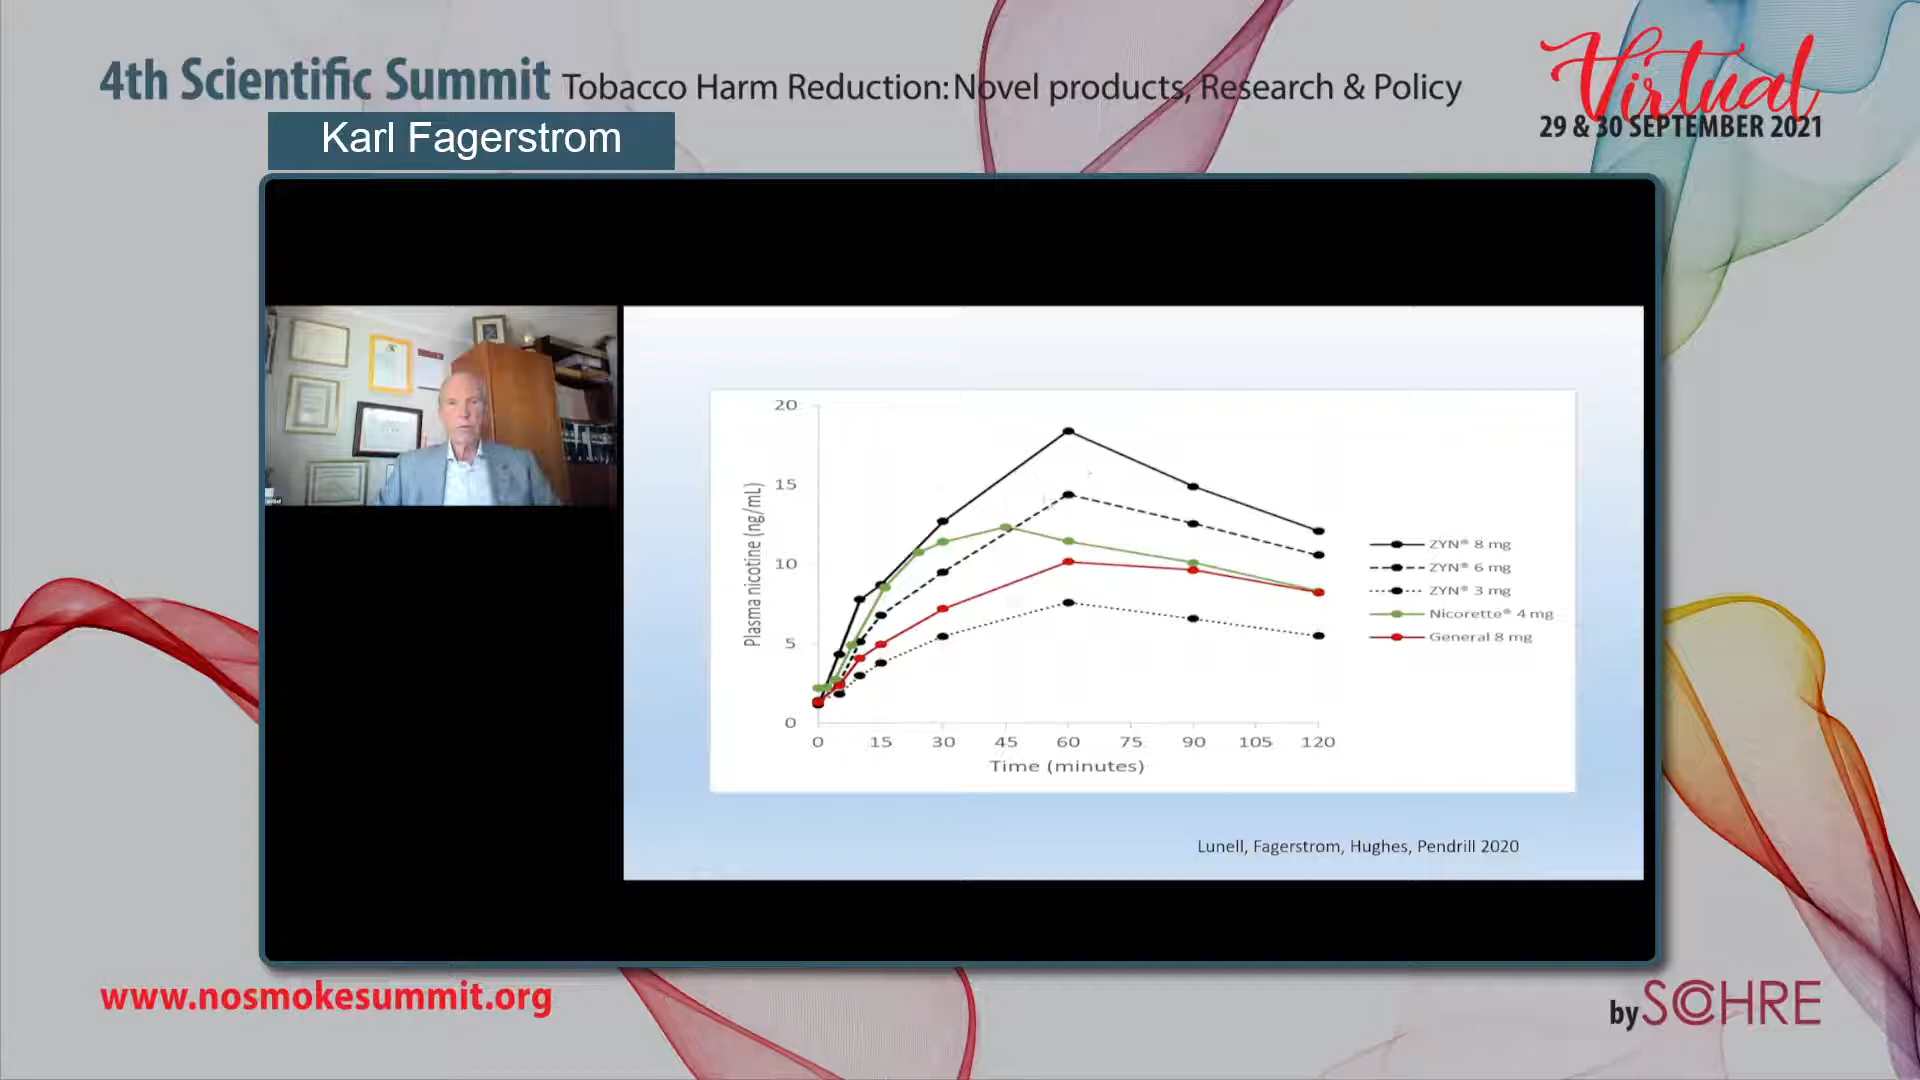 4th Scientific Summit Tobacco Harm Reduction: Novel products, Research & Policy
Virtual
29 & 30 SEPTEMBER 2021
Karl Fagerstrom
20
15
10
5
0
Plasma nicotine (ng/mL)
0 15 30 45 60 75 90 105 120
Time (minutes)
ZYN® 8 mg
ZYN® 6 mg
ZYN® 3 mg
Nicorette® 4 mg
General 8 mg
Lunell, Fagerstrom, Hughes, Pendrill 2020
www.nosmokesummit.org
by SCOHRE